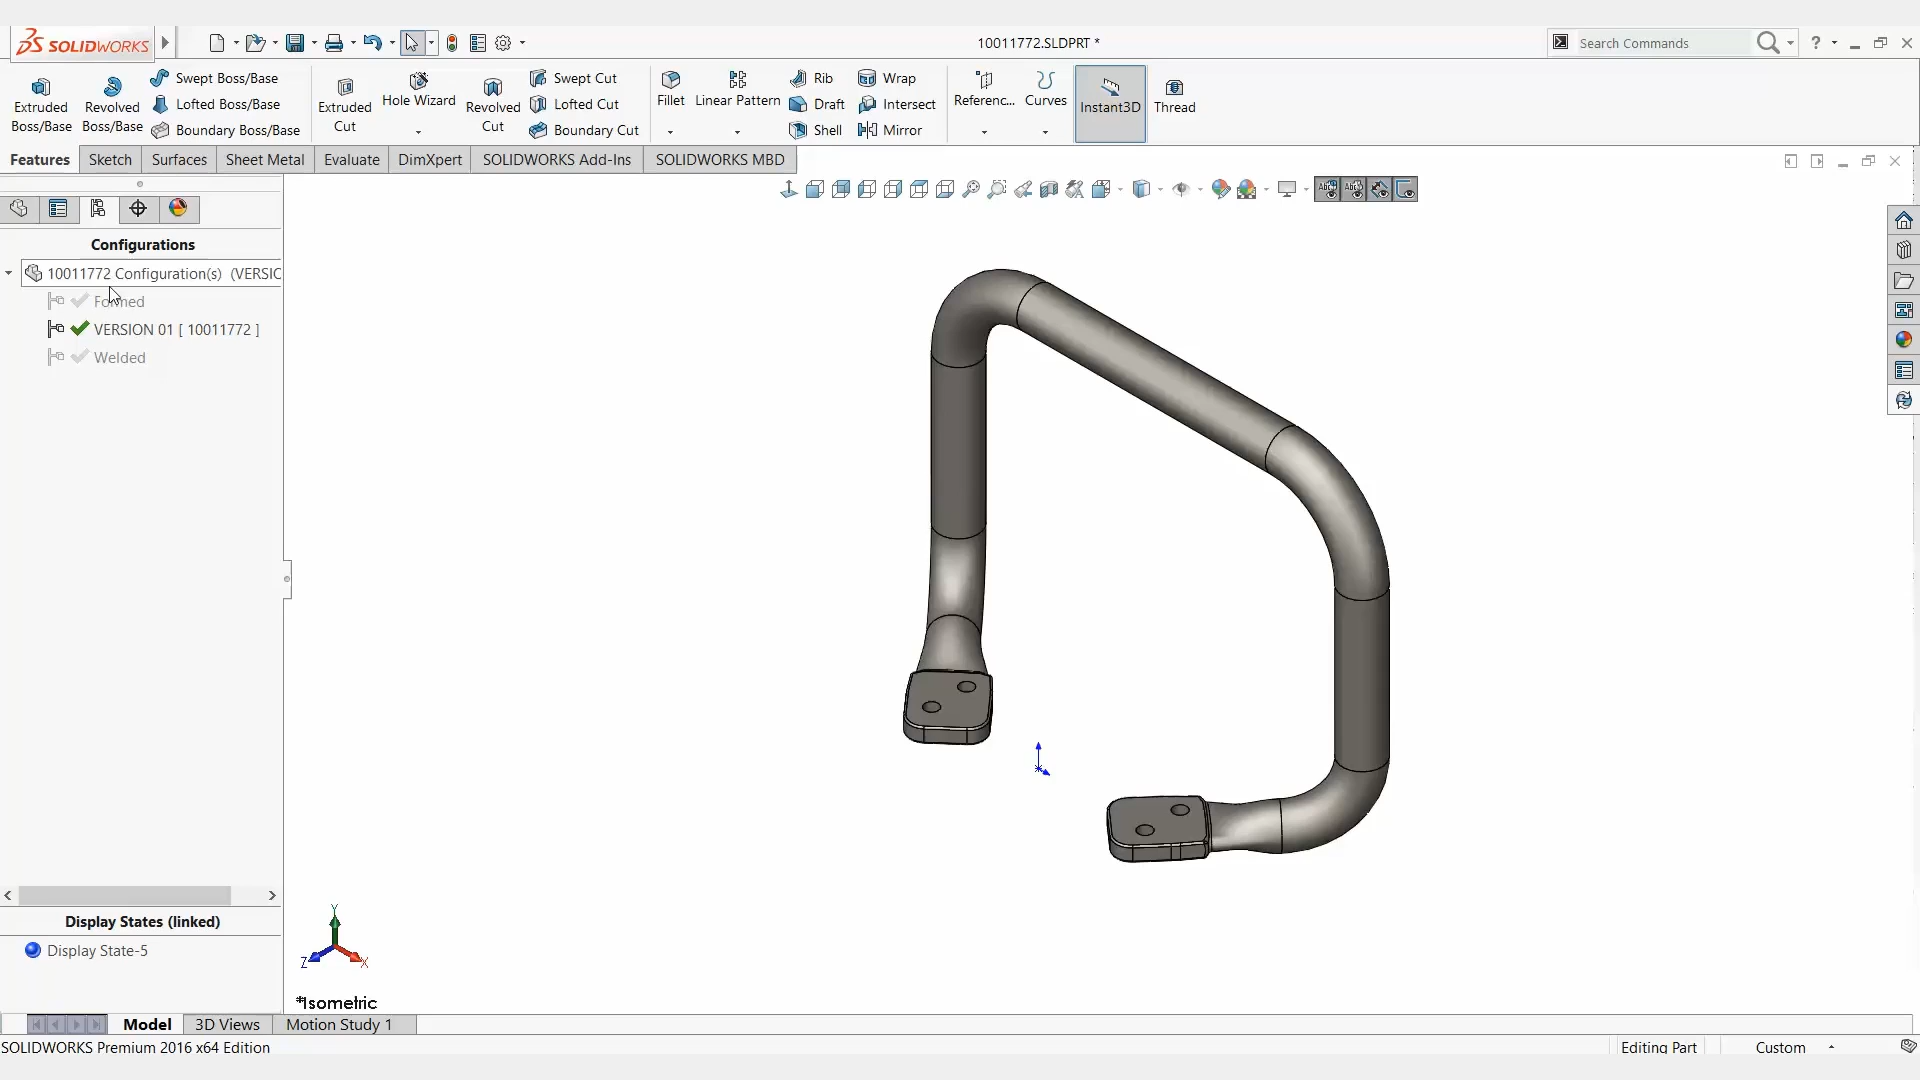 SOLIDWORKS
10011772.SLDPRT *
Search Commands
?
Extruded Boss/Base
Revolved Boss/Base
Swept Boss/Base
Lofted Boss/Base
Boundary Boss/Base
Extruded Cut
Hole Wizard
Revolved Cut
Swept Cut
Lofted Cut
Boundary Cut
Fillet
Linear Pattern
Rib
Draft
Shell
Wrap
Intersect
Mirror
Referenc...
Curves
Instant3D
Thread
Features
Sketch
Surfaces
Sheet Metal
Evaluate
DimXpert
SOLIDWORKS Add-Ins
SOLIDWORKS MBD
Configurations
10011772 Configuration(s) (VERSIC
Formed
VERSION 01 [ 10011772 ]
Welded
Display States (linked)
Display State-5
Y
Z
X
*Isometric
Model
3D Views
Motion Study 1
SOLIDWORKS Premium 2016 x64 Edition
Editing Part
Custom